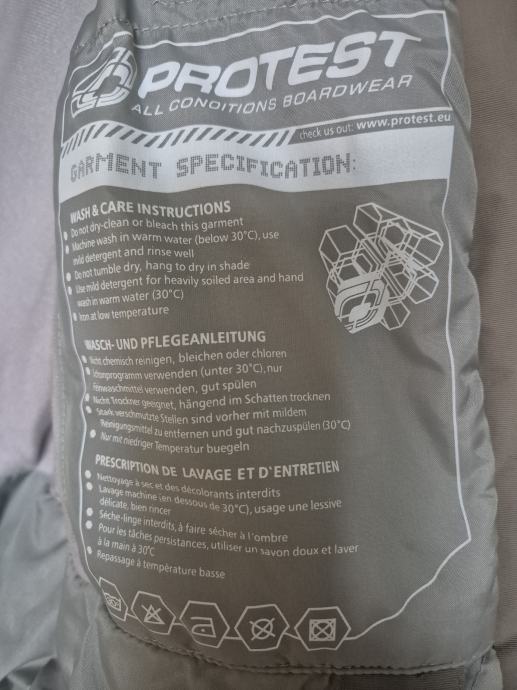 PROTEST
ALL CONDITIONS BOARDWEAR
check us out: www.protest.eu
GARMENT SPECIFICATION:
WASH & CARE INSTRUCTIONS
Do not dry-clean or bleach this garment
Machine wash in warm water (below 30°C), use
mild detergent and rinse well
Do not tumble dry, hang to dry in shade
Use mild detergent for heavily soiled area and hand
wash in warm water (30°C)
Iron at low temperature
WASCH- UND PFLEGEANLEITUNG
Nicht chemisch reinigen, bleichen oder chloren
Schonprogramm verwenden (unter 30°C), nur
Feinwaschmittel verwenden, gut spülen
Nicht Trockner geeignet, hängend im Schatten trocknen
Stark verschmutzte Stellen sind vorher mit mildem
Reinigungsmittel zu entfernen und gut nachzuspülen (30°C)
Nur mit niedriger Temperatur buegeln
PRESCRIPTION DE LAVAGE ET D'ENTRETIEN
Nettoyage à sec et des décolorants interdits
Lavage machine (en dessous de 30°C), usage une lessive
délicate, bien rincer
Sèche-linge interdits, à faire sécher à l'ombre
Pour les tâches persistances, utiliser un savon doux et laver
à la main à 30°C
Repassage à température basse
30°